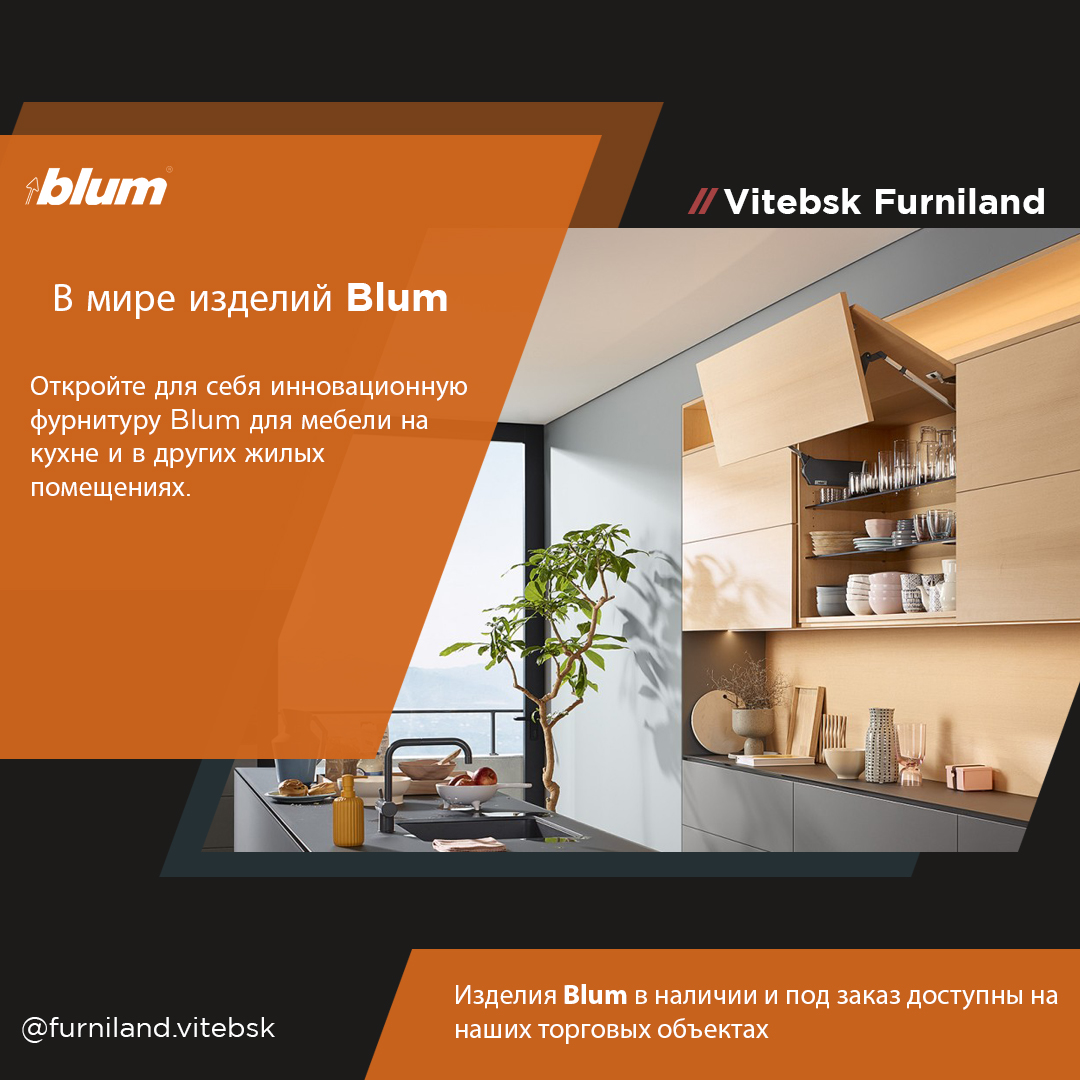 blum®
// Vitebsk Furniland
В мире изделий Blum
Откройте для себя инновационную
фурнитуру Blum для мебели на
кухне и в других жилых
помещениях.
Изделия Blum в наличии и под заказ доступны на
наших торговых объектах
@furniland.vitebsk